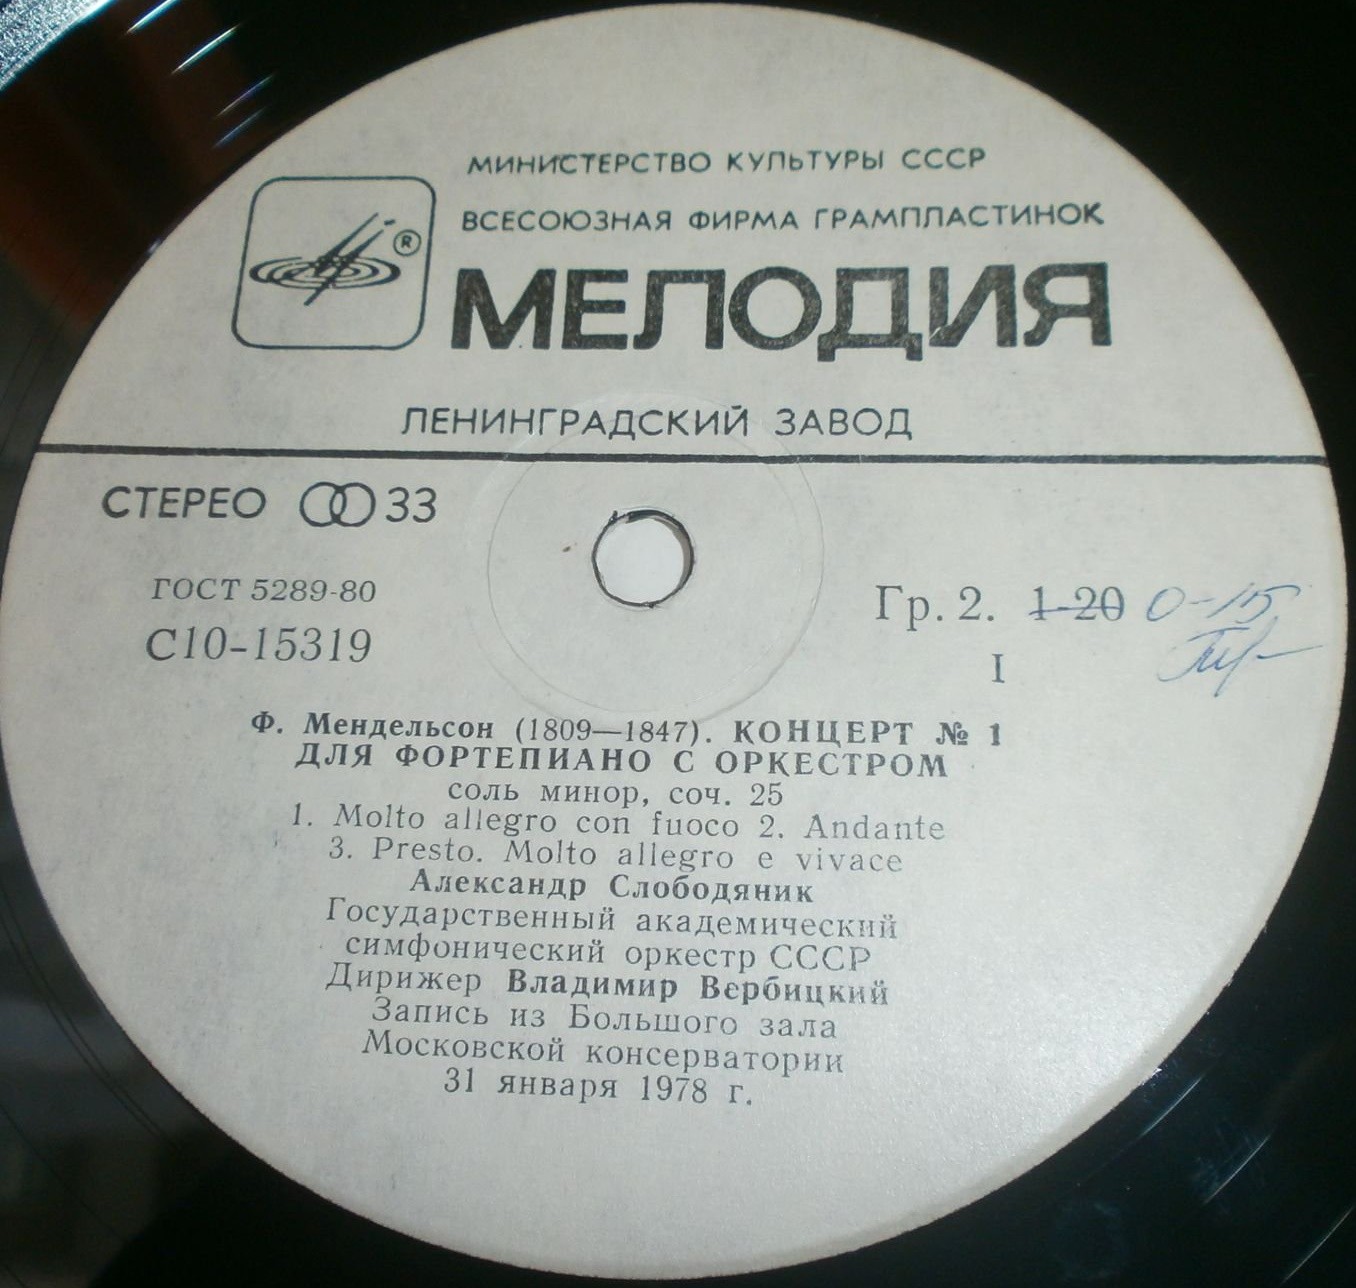 МИНИСТЕРСТВО КУЛЬТУРЫ СССР
ВСЕСОЮЗНАЯ ФИРМА ГРАМПЛАСТИНОК
®
МЕЛОДИЯ
ЛЕНИНГРАДСКИЙ ЗАВОД
СТЕРЕО 33
ГОСТ 5289-80
Гр. 2. 1-20 0-15
С10-15319
I
Ф. Мендельсон (1809—1847). КОНЦЕРТ № 1
ДЛЯ ФОРТЕПИАНО С ОРКЕСТРОМ
соль минор, соч. 25
1. Molto allegro con fuoco 2. Andante
3. Presto. Molto allegro e vivace
Александр Слободяник
Государственный академический
симфонический оркестр СССР
Дирижер Владимир Вербицкий
Запись из Большого зала
Московской консерватории
31 января 1978 г.